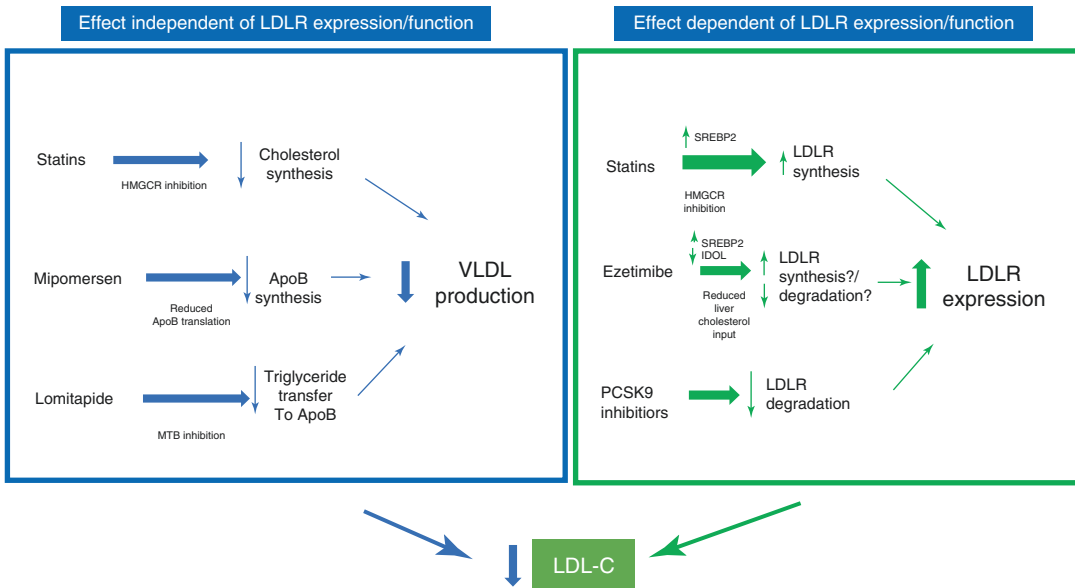 Effect independent of LDLR expression/function
Effect dependent of LDLR expression/function
Statins
HMGCR inhibition
Cholesterol
synthesis
Mipomersen
Reduced
ApoB translation
ApoB
synthesis
Lomitapide
MTB inhibition
Triglyceride
transfer
To ApoB
VLDL
production
Statins
SREBP2
HMGCR
inhibition
LDLR
synthesis
Ezetimibe
SREBP2
IDOL
Reduced
liver
cholesterol
input
LDLR
synthesis?/
degradation?
PCSK9
inhibitiors
LDLR
degradation
LDLR
expression
LDL-C